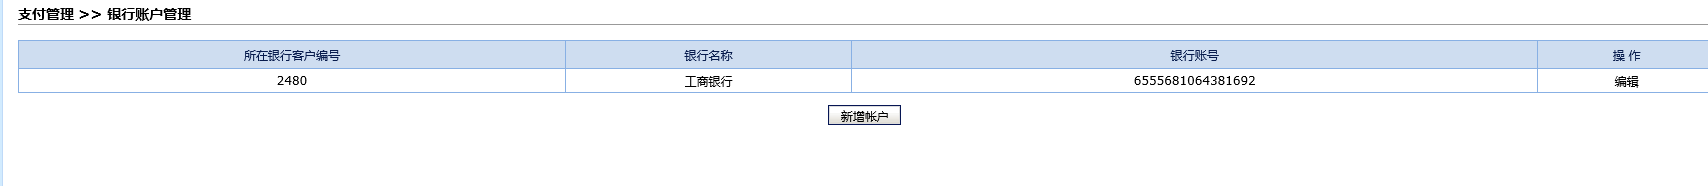 支付管理 >> 银行账户管理
所在银行客户编号 银行名称 银行账号 操 作
2480 工商银行 6555681064381692 编辑
新增帐户